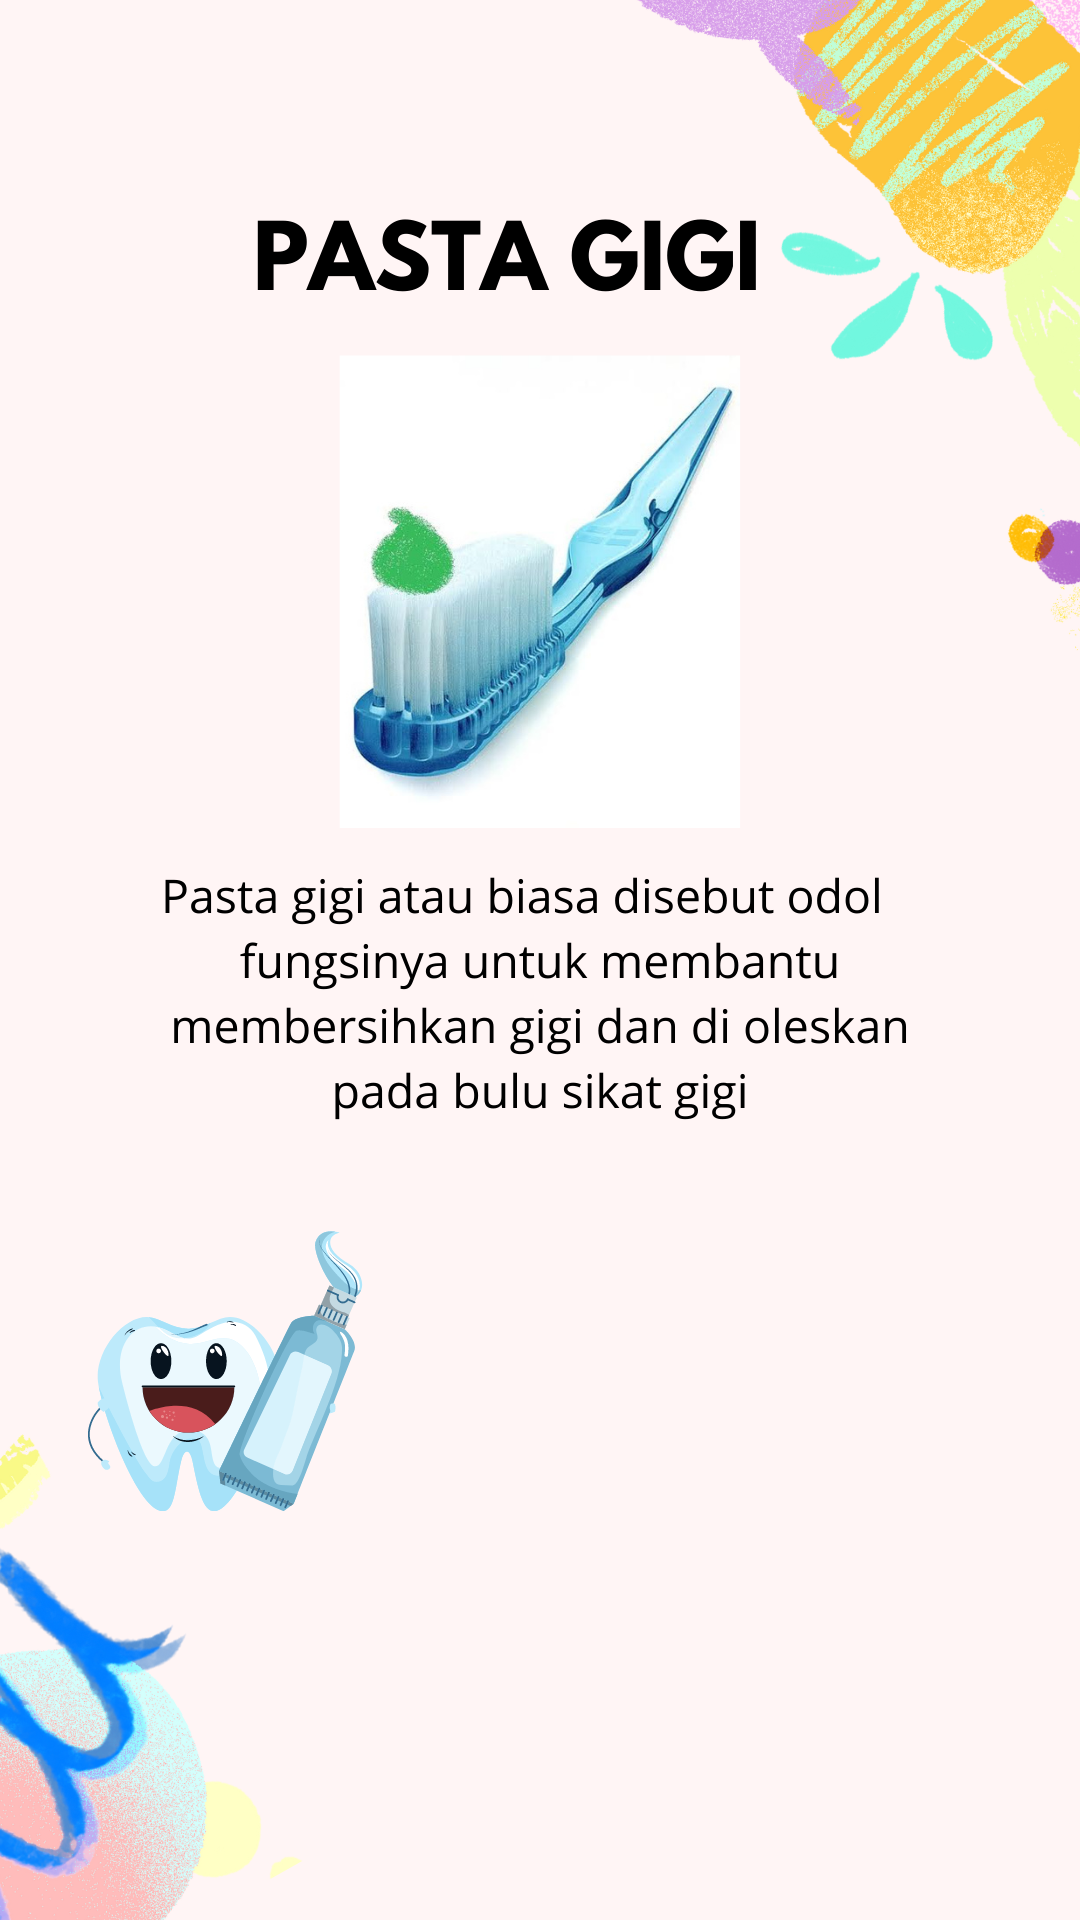 PASTA GIGI
Pasta gigi atau biasa disebut odol
fungsinya untuk membantu
membersihkan gigi dan di oleskan
pada bulu sikat gigi